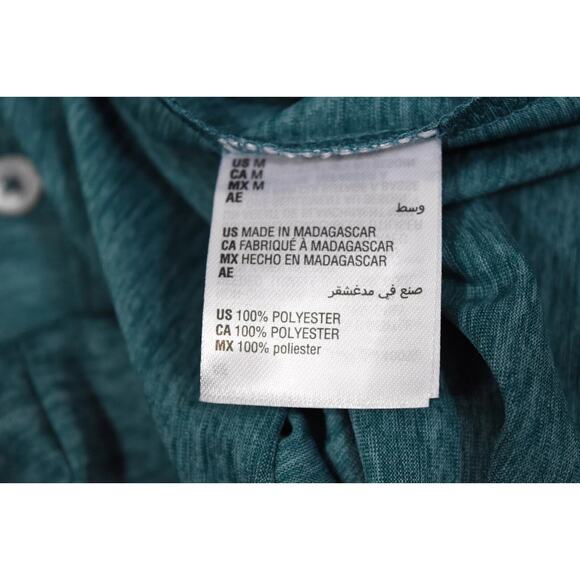 US M
CA M
MX M
AE
وسط
US MADE IN MADAGASCAR
CA FABRIQUÉ À MADAGASCAR
MX HECHO EN MADAGASCAR
AE
صنع في مدغشقر
US 100% POLYESTER
CA 100% POLYESTER
MX 100% poliester